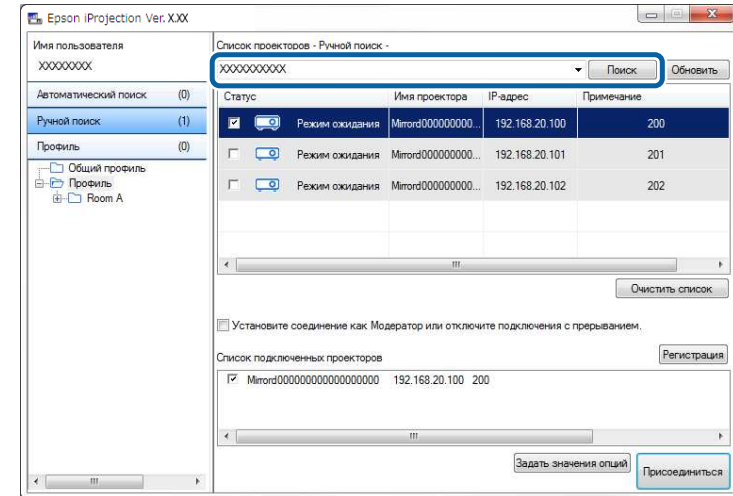 Epson iProjection Ver. X.XX
Имя пользователя
XXXXXXXX
Список проекторов - Ручной поиск -
XXXXXXXXXX Поиск Обновить
Автоматический поиск (0)
Ручной поиск (1)
Профиль (0)
Общий профиль
Профиль
Room A
Статус Имя проектора IP-адрес Примечание
Режим ожидания Mirrord000000000... 192.168.20.100 200
Режим ожидания Mirrord000000000... 192.168.20.101 201
Режим ожидания Mirrord000000000... 192.168.20.102 202
Очистить список
Установите соединение как Модератор или отключите подключения с прерыванием.
Список подключенных проекторов Регистрация
Mirrord000000000000000000 192.168.20.100 200
Задать значения опций Присоединиться